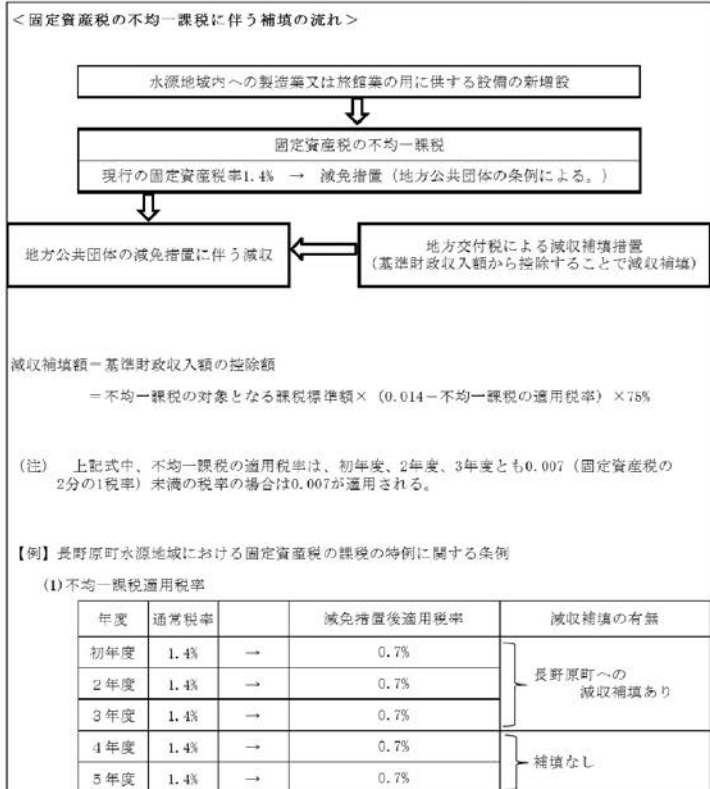 ＜固定資産税の不均一課税に伴う補填の流れ＞
水源地域内への製造業又は旅館業の用に供する設備の新増設
固定資産税の不均一課税
現行の固定資産税率1.4% → 減免措置（地方公共団体の条例による。）
地方公共団体の減免措置に伴う減収
地方交付税による減収補填措置
（基準財政収入額から控除することで減収補填）
減収補填額＝基準財政収入額の控除額
＝不均一課税の対象となる課税標準額×（0.014－不均一課税の適用税率）×75%
（注） 上記式中、不均一課税の適用税率は、初年度、2年度、3年度とも0.007（固定資産税の
2分の1税率）未満の税率の場合は0.007が適用される。
【例】長野原町水源地域における固定資産税の課税の特例に関する条例
(1)不均一課税適用税率
年度 通常税率 減免措置後適用税率 減収補填の有無
初年度 1.4% → 0.7%
2年度 1.4% → 0.7%
3年度 1.4% → 0.7%
長野原町への
減収補填あり
4年度 1.4% → 0.7%
5年度 1.4% → 0.7%
補填なし